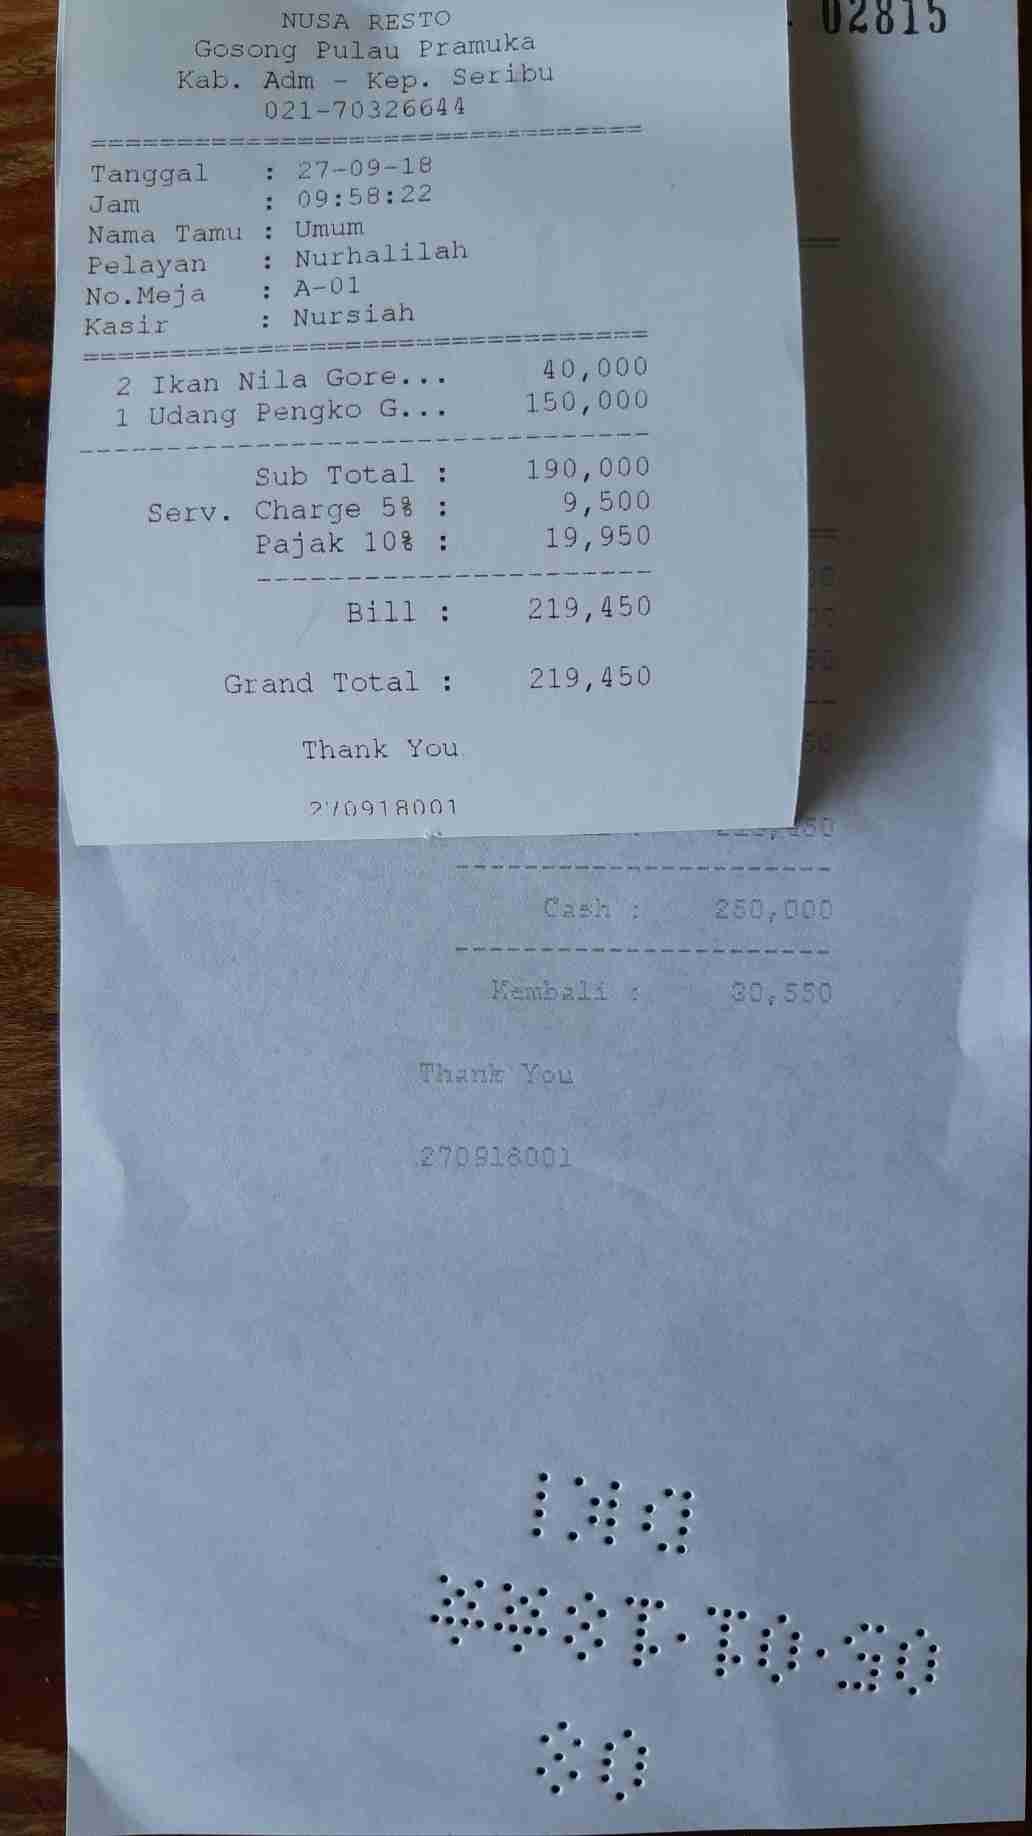 NUSA RESTO
Gosong Pulau Pramuka
Kab. Adm - Kep. Seribu
021-70326644
================================
Tanggal : 27-09-18
Jam : 09:58:22
Nama Tamu : Umum
Pelayan : Nurhalilah
No.Meja : A-01
Kasir : Nursiah
================================
2 Ikan Nila Gore... 40,000
1 Udang Pengko G... 150,000
--------------------------------
Sub Total : 190,000
Serv. Charge 5% : 9,500
Pajak 10% : 19,950
----------------------
Bill : 219,450
Grand Total : 219,450
Thank You
270918001
02815
----------------------
Cash : 250,000
----------------------
Kembali : 30,550
Thank You
270918001
DKI